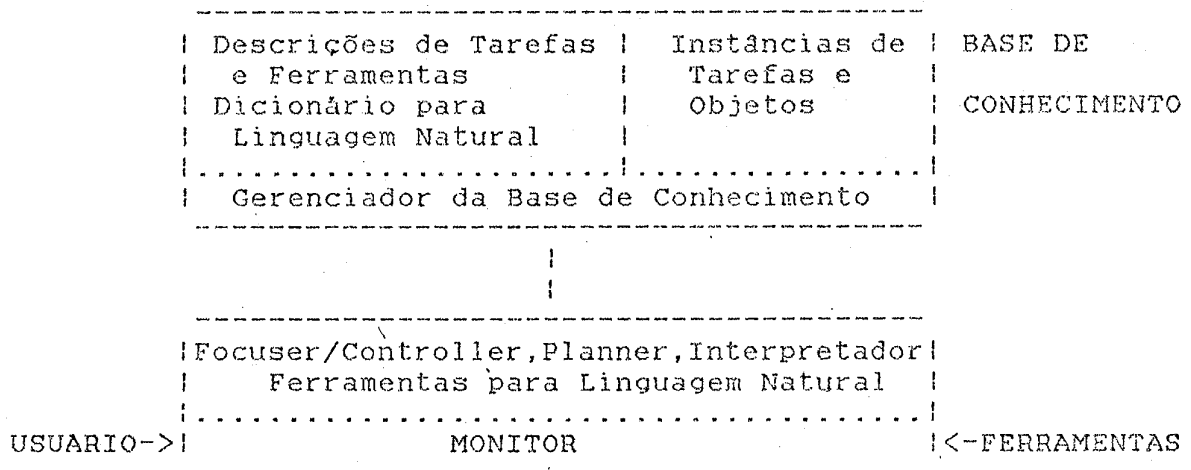 Descrições de Tarefas | Instâncias de | BASE DE
e Ferramentas | Tarefas e
Dicionário para | Objetos | CONHECIMENTO
Linguagem Natural
Gerenciador da Base de Conhecimento
Focuser/Controller,Planner,Interpretador
Ferramentas para Linguagem Natural
USUARIO-> MONITOR <-FERRAMENTAS